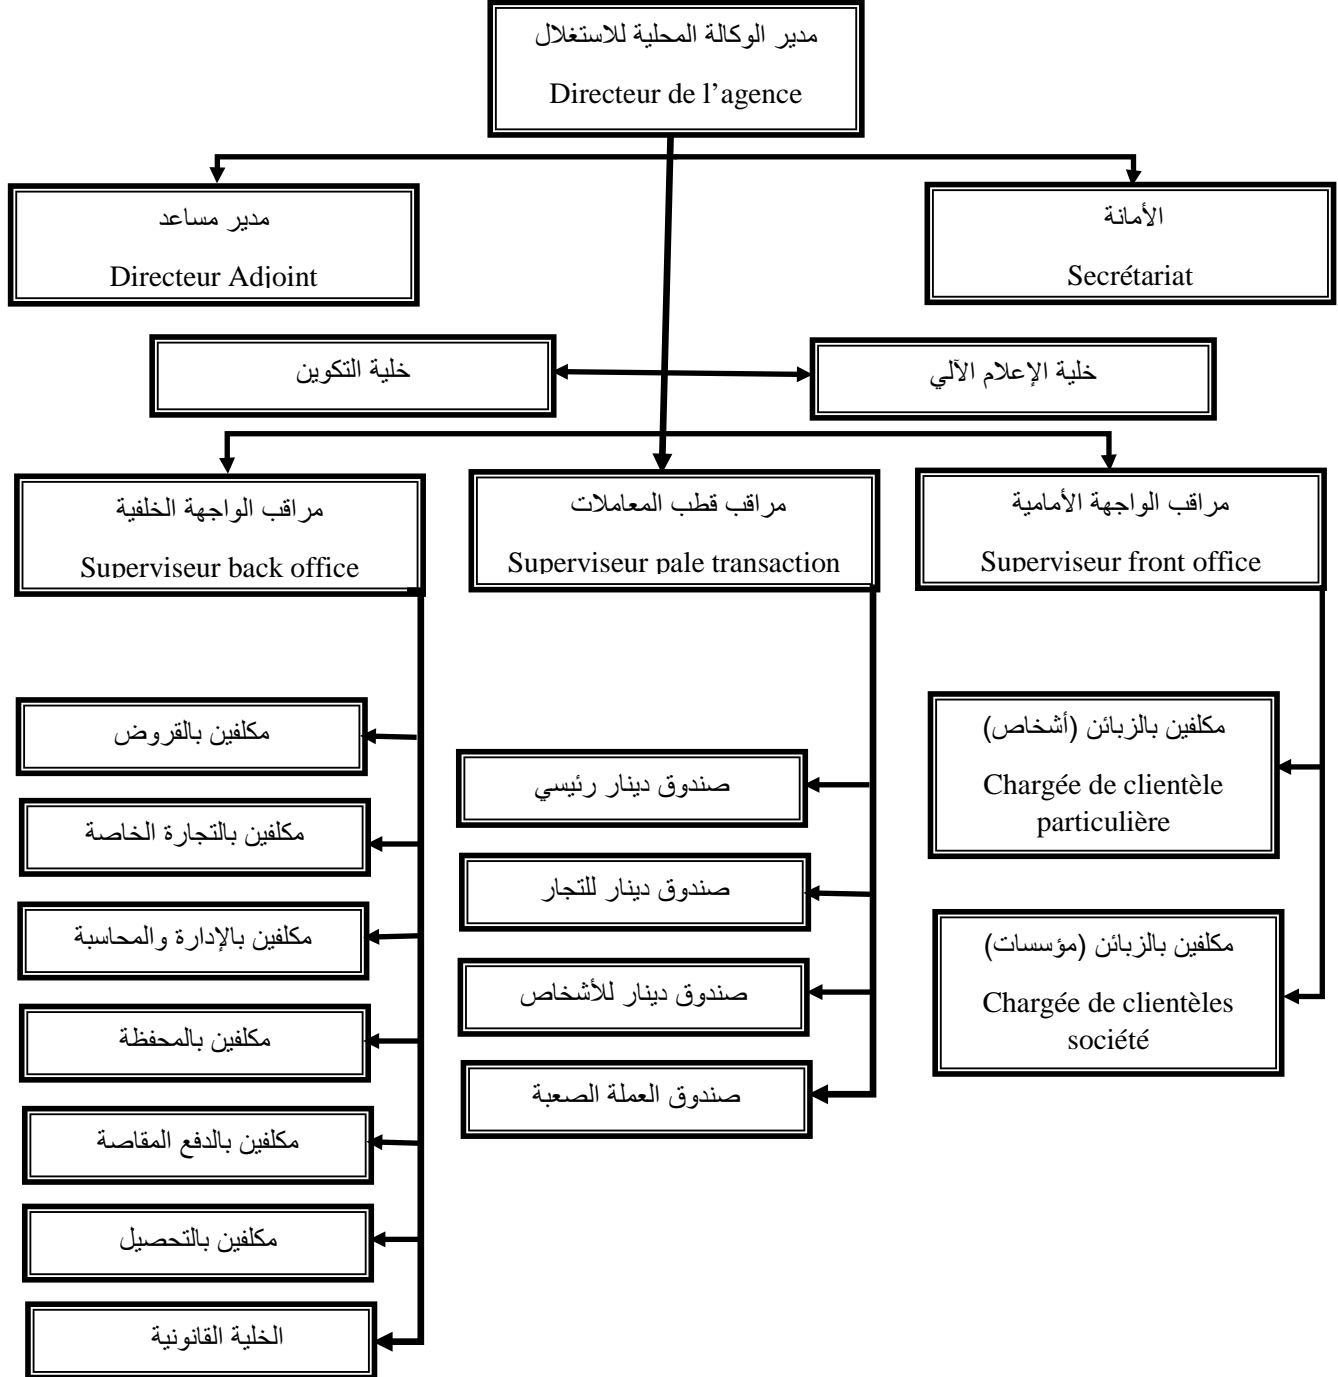 مدير الوكالة المحلية للاستغلال
Directeur de l’agence
الأمانة
Secrétariat
مدير مساعد
Directeur Adjoint
خلية الإعلام الآلي
خلية التكوين
مراقب الواجهة الأمامية
Superviseur front office
مراقب قطب المعاملات
Superviseur pale transaction
مراقب الواجهة الخلفية
Superviseur back office
مكلفين بالزبائن (أشخاص)
Chargée de clientèle
particulière
مكلفين بالزبائن (مؤسسات)
Chargée de clientèles
société
صندوق دينار رئيسي
صندوق دينار للتجار
صندوق دينار للأشخاص
صندوق العملة الصعبة
مكلفين بالقروض
مكلفين بالتجارة الخاصة
مكلفين بالإدارة والمحاسبة
مكلفين بالمحفظة
مكلفين بالدفع المقاصة
مكلفين بالتحصيل
الخلية القانونية